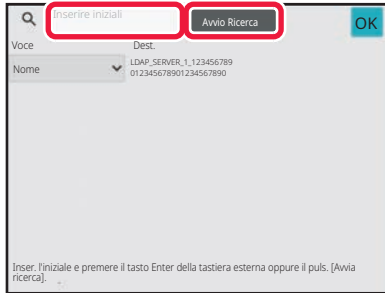 Inserire iniziali
Avvio Ricerca
OK
Voce
Dest.
Nome
LDAP_SERVER_1_123456789
012345678901234567890
Inser. l'iniziale e premere il tasto Enter della tastiera esterna oppure il puls. [Avvia
ricerca].